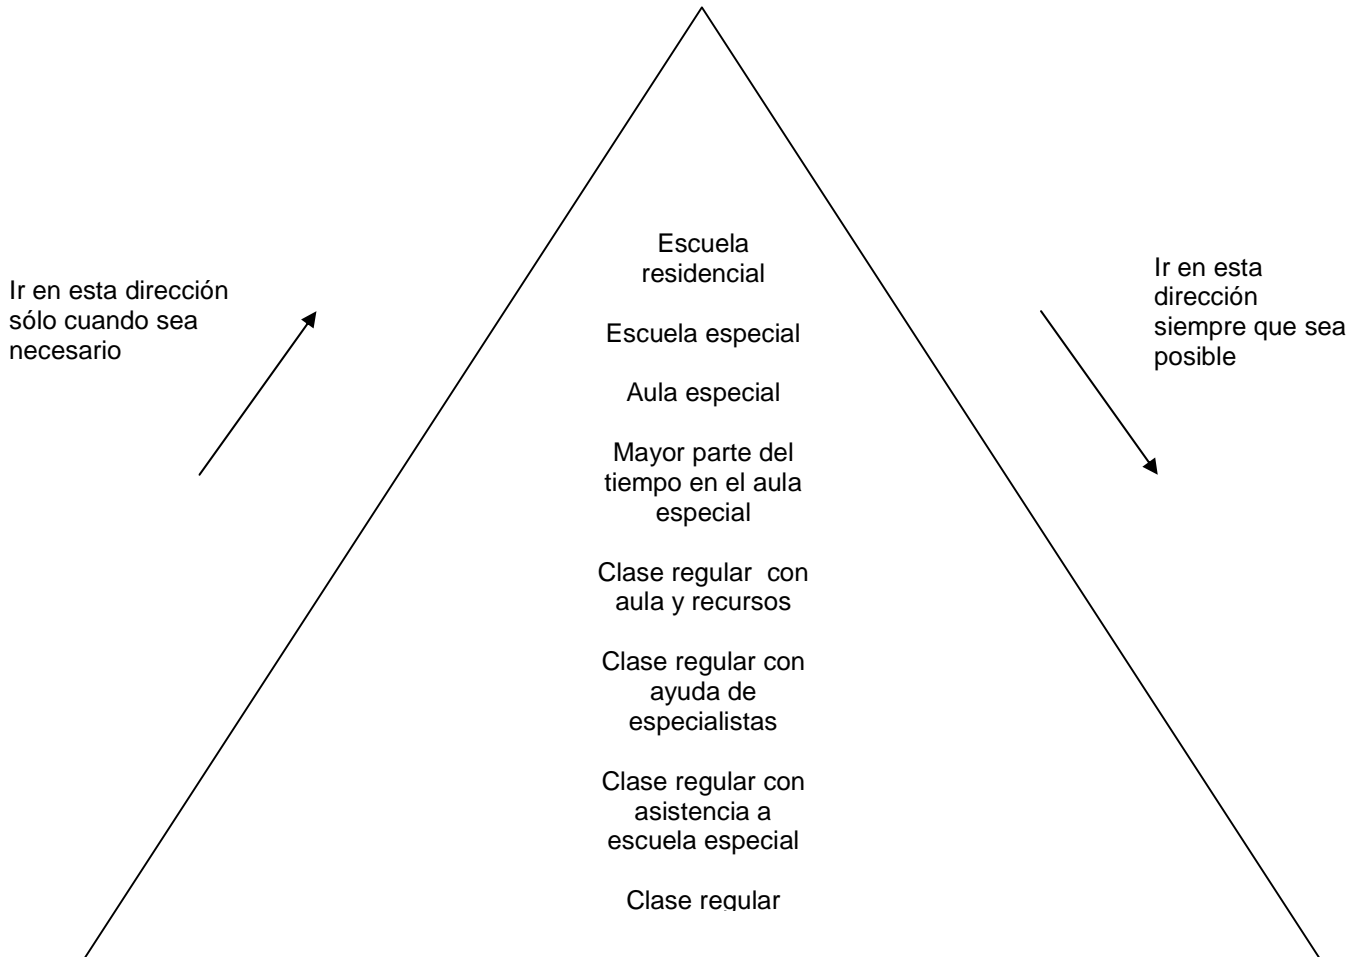 Ir en esta dirección
sólo cuando sea
necesario
Escuela
residencial
Escuela especial
Aula especial
Mayor parte del
tiempo en el aula
especial
Clase regular  con
aula y recursos
Clase regular con
ayuda de
especialistas
Clase regular con
asistencia a
escuela especial
Clase regular
Ir en esta
dirección
siempre que sea
posible